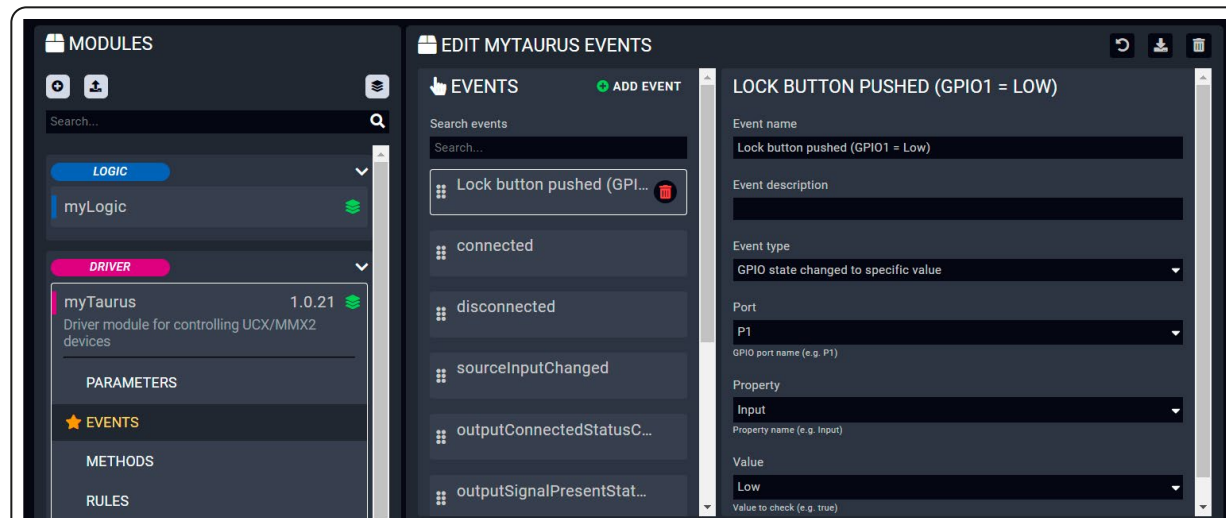 MODULES
Search...
LOGIC
myLogic
DRIVER
myTaurus 1.0.21
Driver module for controlling UCX/MMX2
devices
PARAMETERS
EVENTS
METHODS
RULES
EDIT MYTAURUS EVENTS
EVENTS
ADD EVENT
Search events
Search...
Lock button pushed (GPI...
connected
disconnected
sourceInputChanged
outputConnectedStatusC...
outputSignalPresentStat...
LOCK BUTTON PUSHED (GPIO1 = LOW)
Event name
Lock button pushed (GPIO1 = Low)
Event description
Event type
GPIO state changed to specific value
Port
P1
GPIO port name (e.g. P1)
Property
Input
Property name (e.g. Input)
Value
Low
Value to check (e.g. true)